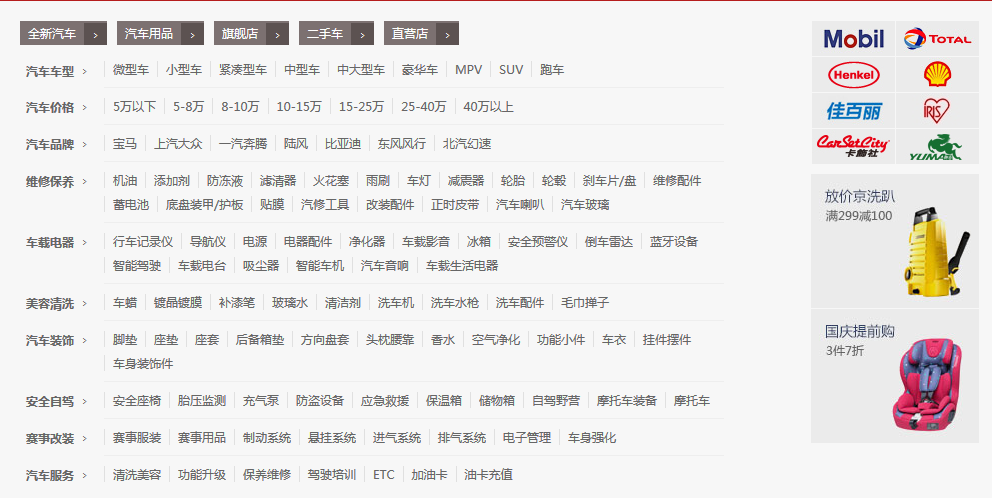 全新汽车 > 汽车用品 > 旗舰店 > 二手车 > 直营店 >
汽车车型 > 微型车 小型车 紧凑型车 中型车 中大型车 豪华车 MPV SUV 跑车
汽车价格 > 5万以下 5-8万 8-10万 10-15万 15-25万 25-40万 40万以上
汽车品牌 > 宝马 上汽大众 一汽奔腾 陆风 比亚迪 东风风行 北汽幻速
维修保养 > 机油 添加剂 防冻液 滤清器 火花塞 雨刷 车灯 减震器 轮胎 轮毂 刹车片/盘 维修配件
蓄电池 底盘装甲/护板 贴膜 汽修工具 改装配件 正时皮带 汽车喇叭 汽车玻璃
车载电器 > 行车记录仪 导航仪 电源 电器配件 净化器 车载影音 冰箱 安全预警仪 倒车雷达 蓝牙设备
智能驾驶 车载电台 吸尘器 智能车机 汽车音响 车载生活电器
美容清洗 > 车蜡 镀晶镀膜 补漆笔 玻璃水 清洁剂 洗车机 洗车水枪 洗车配件 毛巾掸子
汽车装饰 > 脚垫 座垫 座套 后备箱垫 方向盘套 头枕腰靠 香水 空气净化 功能小件 车衣 挂件摆件
车身装饰件
安全自驾 > 安全座椅 胎压监测 充气泵 防盗设备 应急救援 保温箱 储物箱 自驾野营 摩托车装备 摩托车
赛事改装 > 赛事服装 赛事用品 制动系统 悬挂系统 进气系统 排气系统 电子管理 车身强化
汽车服务 > 清洗美容 功能升级 保养维修 驾驶培训 ETC 加油卡 油卡充值
Mobil TOTAL
Henkel
佳百丽 IRIS
CarSetCity
卡饰社 YUMA
放价京洗趴
满299减100
国庆提前购
3件7折